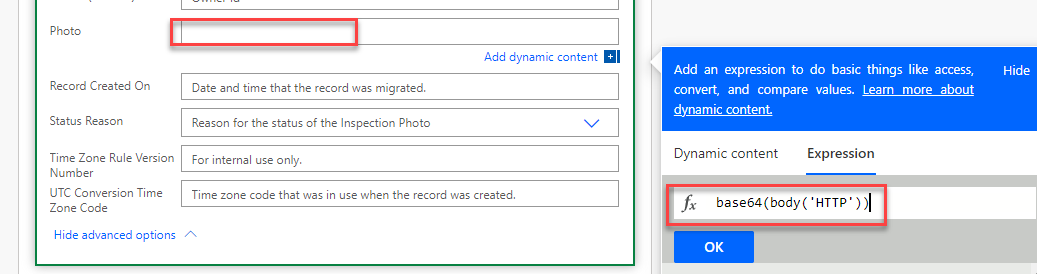 Photo
Add dynamic content
Record Created On
Date and time that the record was migrated.
Status Reason
Reason for the status of the Inspection Photo
Time Zone Rule Version
Number
For internal use only.
UTC Conversion Time
Zone Code
Time zone code that was in use when the record was created.
Hide advanced options
Add an expression to do basic things like access,
convert, and compare values. Learn more about
dynamic content.
Hide
Dynamic content
Expression
fx base64(body('HTTP'))
OK